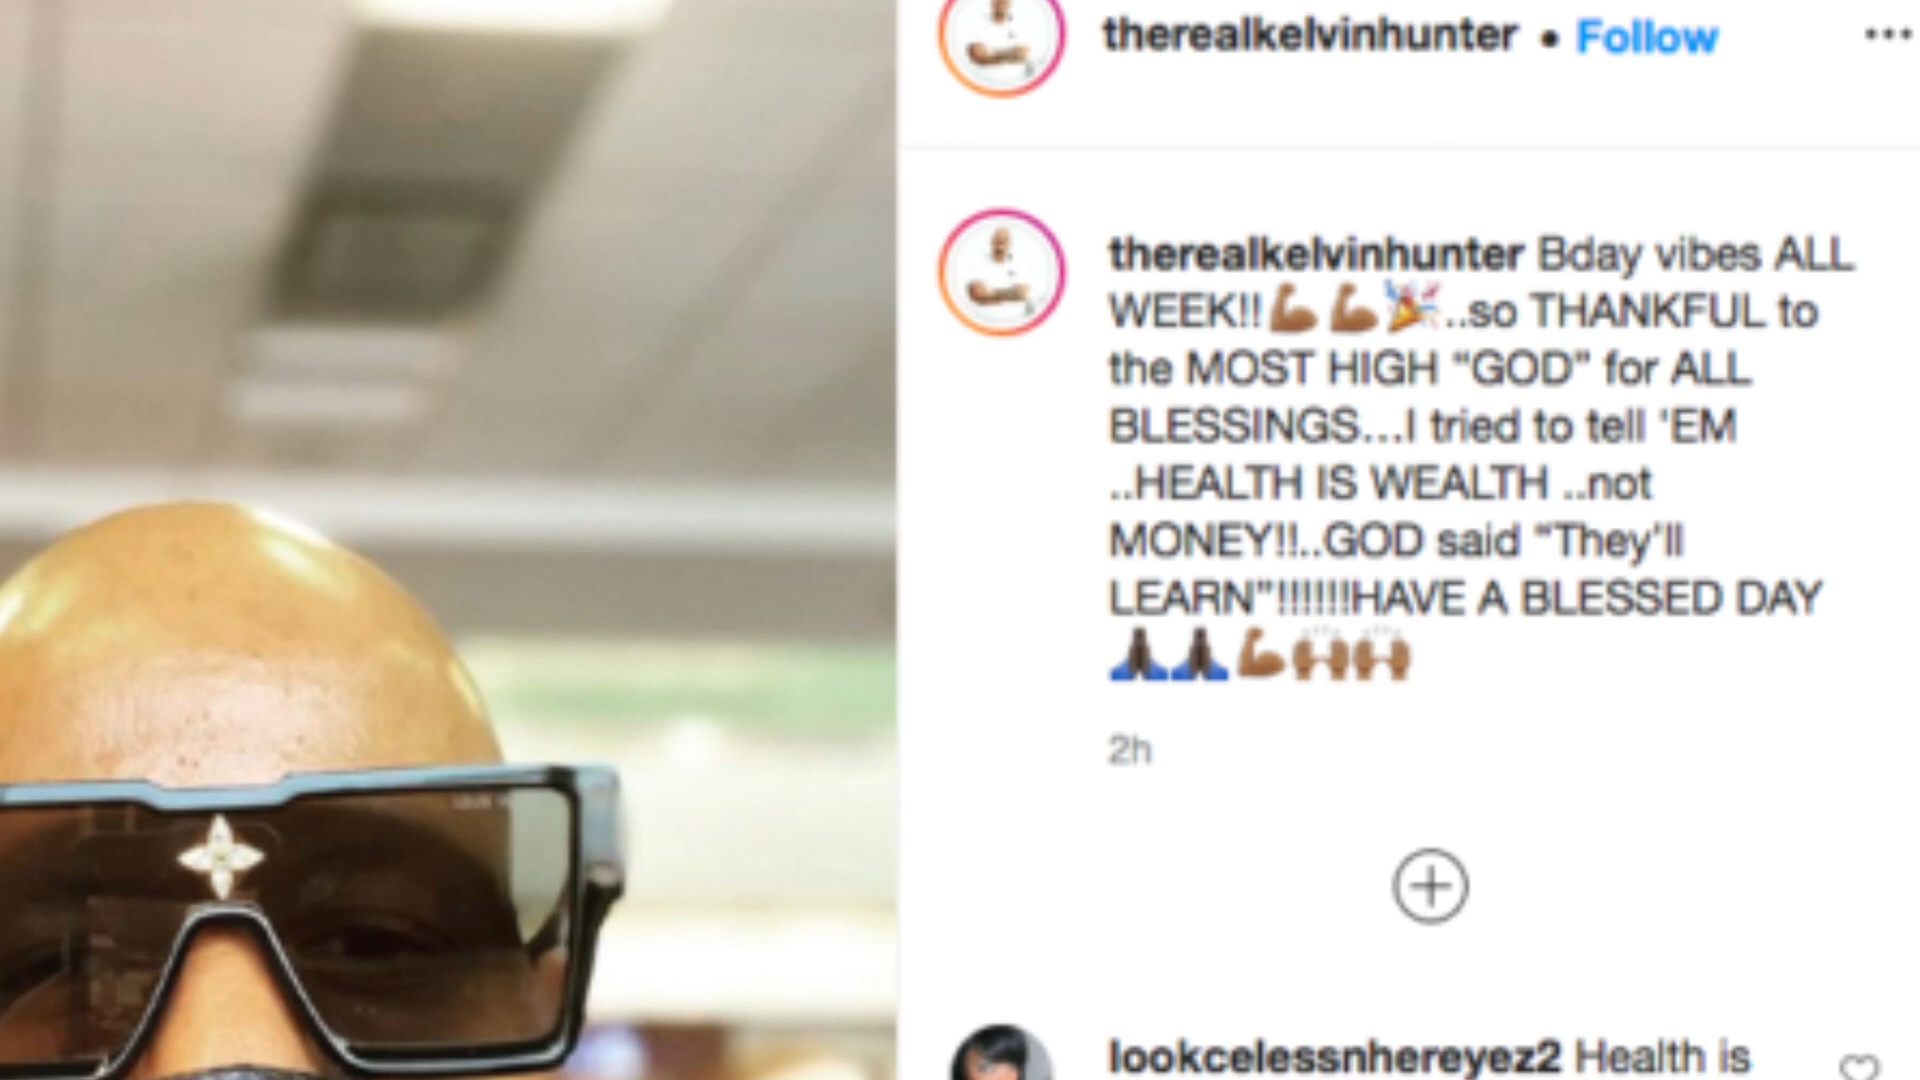 therealkelvinhunter • Follow
therealkelvinhunter Bday vibes ALL
WEEK!!💪🏾💪🏾🎉..so THANKFUL to
the MOST HIGH “GOD” for ALL
BLESSINGS...I tried to tell 'EM
..HEALTH IS WEALTH ..not
MONEY!!..GOD said “They'll
LEARN”!!!!!!!HAVE A BLESSED DAY
🙏🏿🙏🏿💪🏾🙌🏾🙌🏾
2h
lookcelessnhereyez2 Health is